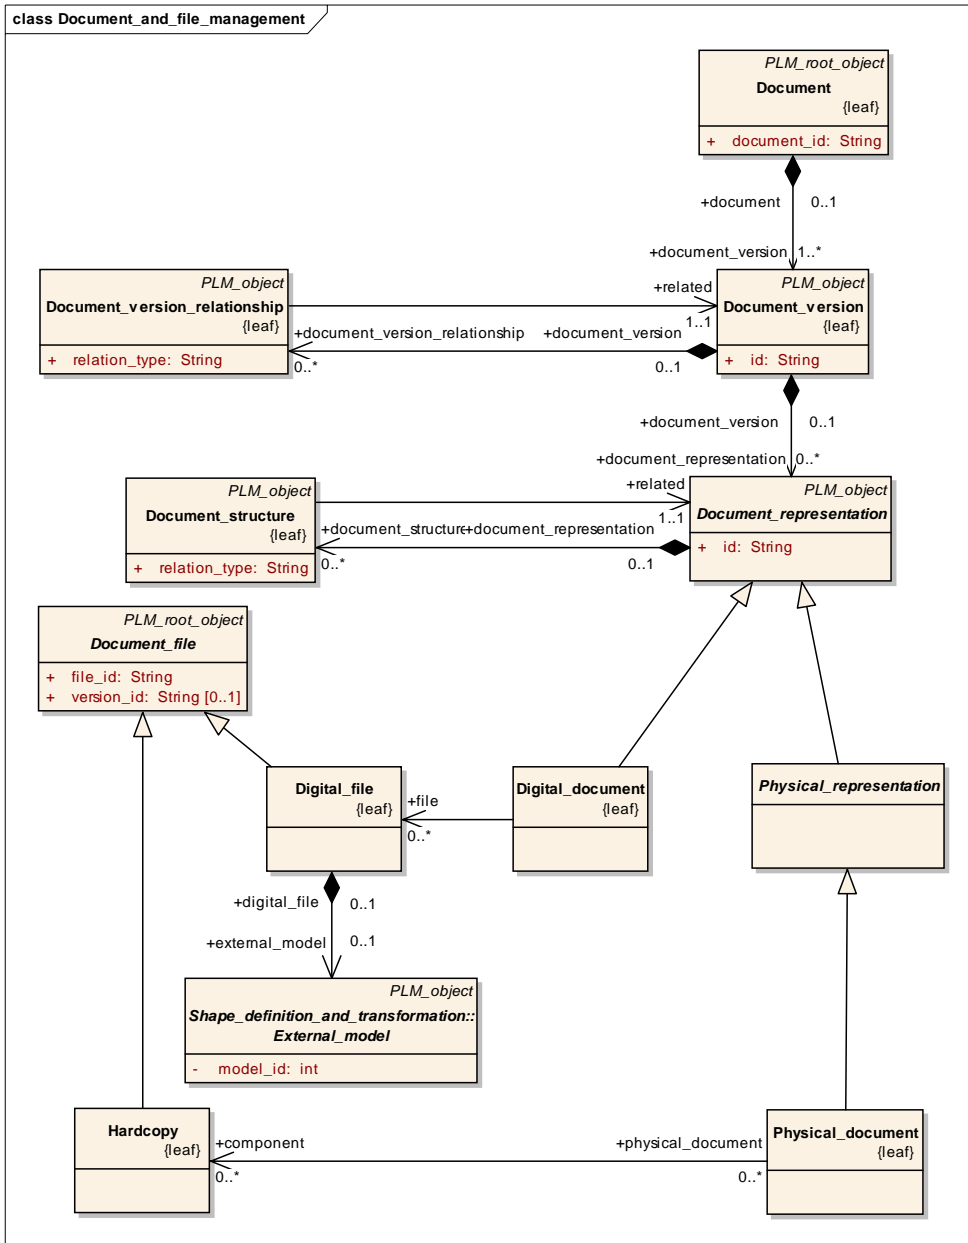 class Document_and_file_management
PLM_root_object
Document
{leaf}
+ document_id: String
+document 0..1
+document_version 1..*
PLM_object
Document_version_relationship
{leaf}
+ relation_type: String
+related
1..1
+document_version_relationship +document_version
0..* 0..1
PLM_object
Document_version
{leaf}
+ id: String
+document_version 0..1
+document_representation 0..*
PLM_object
Document_structure
{leaf}
+ relation_type: String
+related
1..1
+document_structure +document_representation
0..* 0..1
PLM_object
Document_representation
+ id: String
PLM_root_object
Document_file
+ file_id: String
+ version_id: String [0..1]
Digital_file
{leaf}
+file
0..*
Digital_document
{leaf}
Physical_representation
+digital_file 0..1
+external_model 0..1
PLM_object
Shape_definition_and_transformation::
External_model
- model_id: int
Hardcopy
{leaf}
+component +physical_document
0..* 0..*
Physical_document
{leaf}